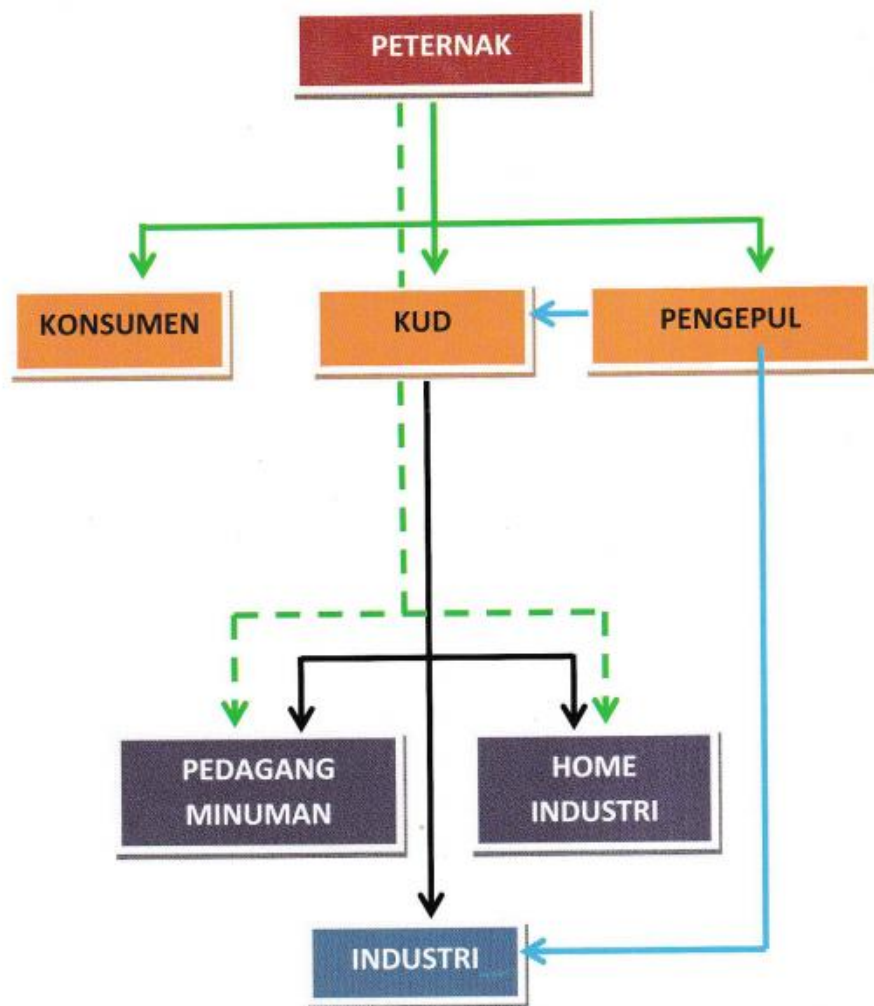 PETERNAK
KONSUMEN
KUD
PENGEPUL
PEDAGANG
MINUMAN
HOME
INDUSTRI
INDUSTRI